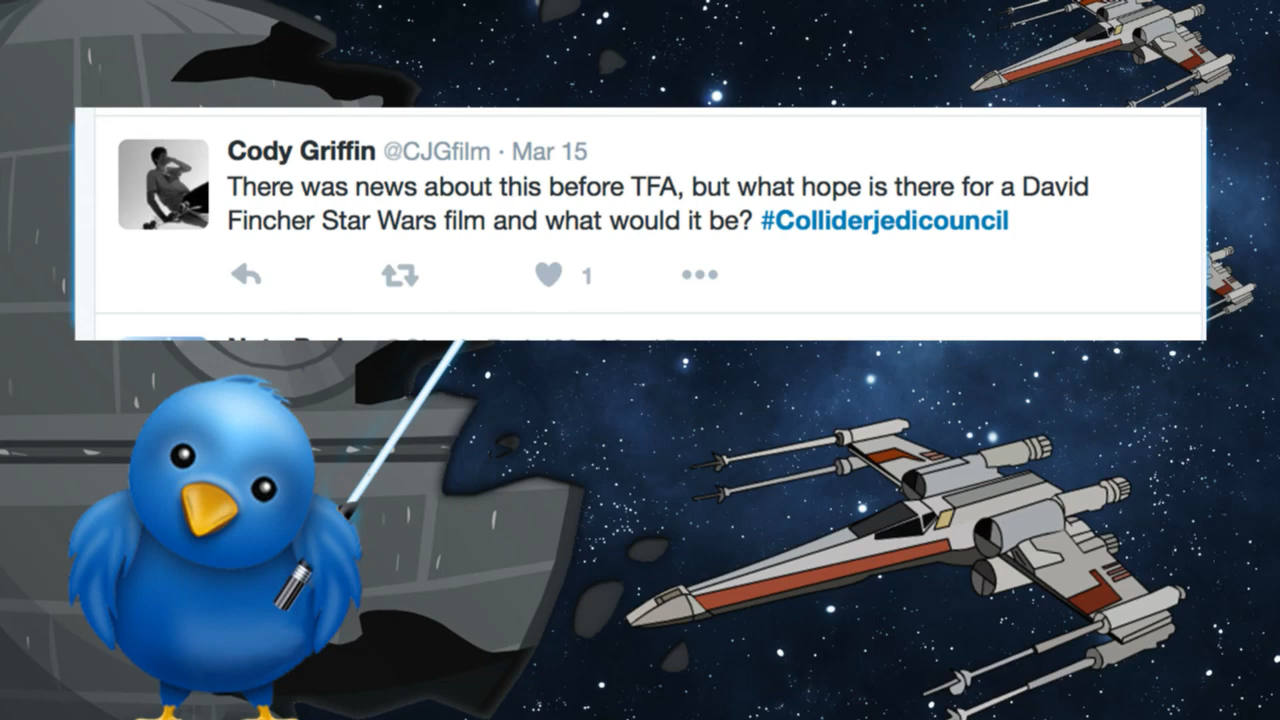 Cody Griffin @CJGfilm · Mar 15
There was news about this before TFA, but what hope is there for a David
Fincher Star Wars film and what would it be? #Colliderjedicouncil
1